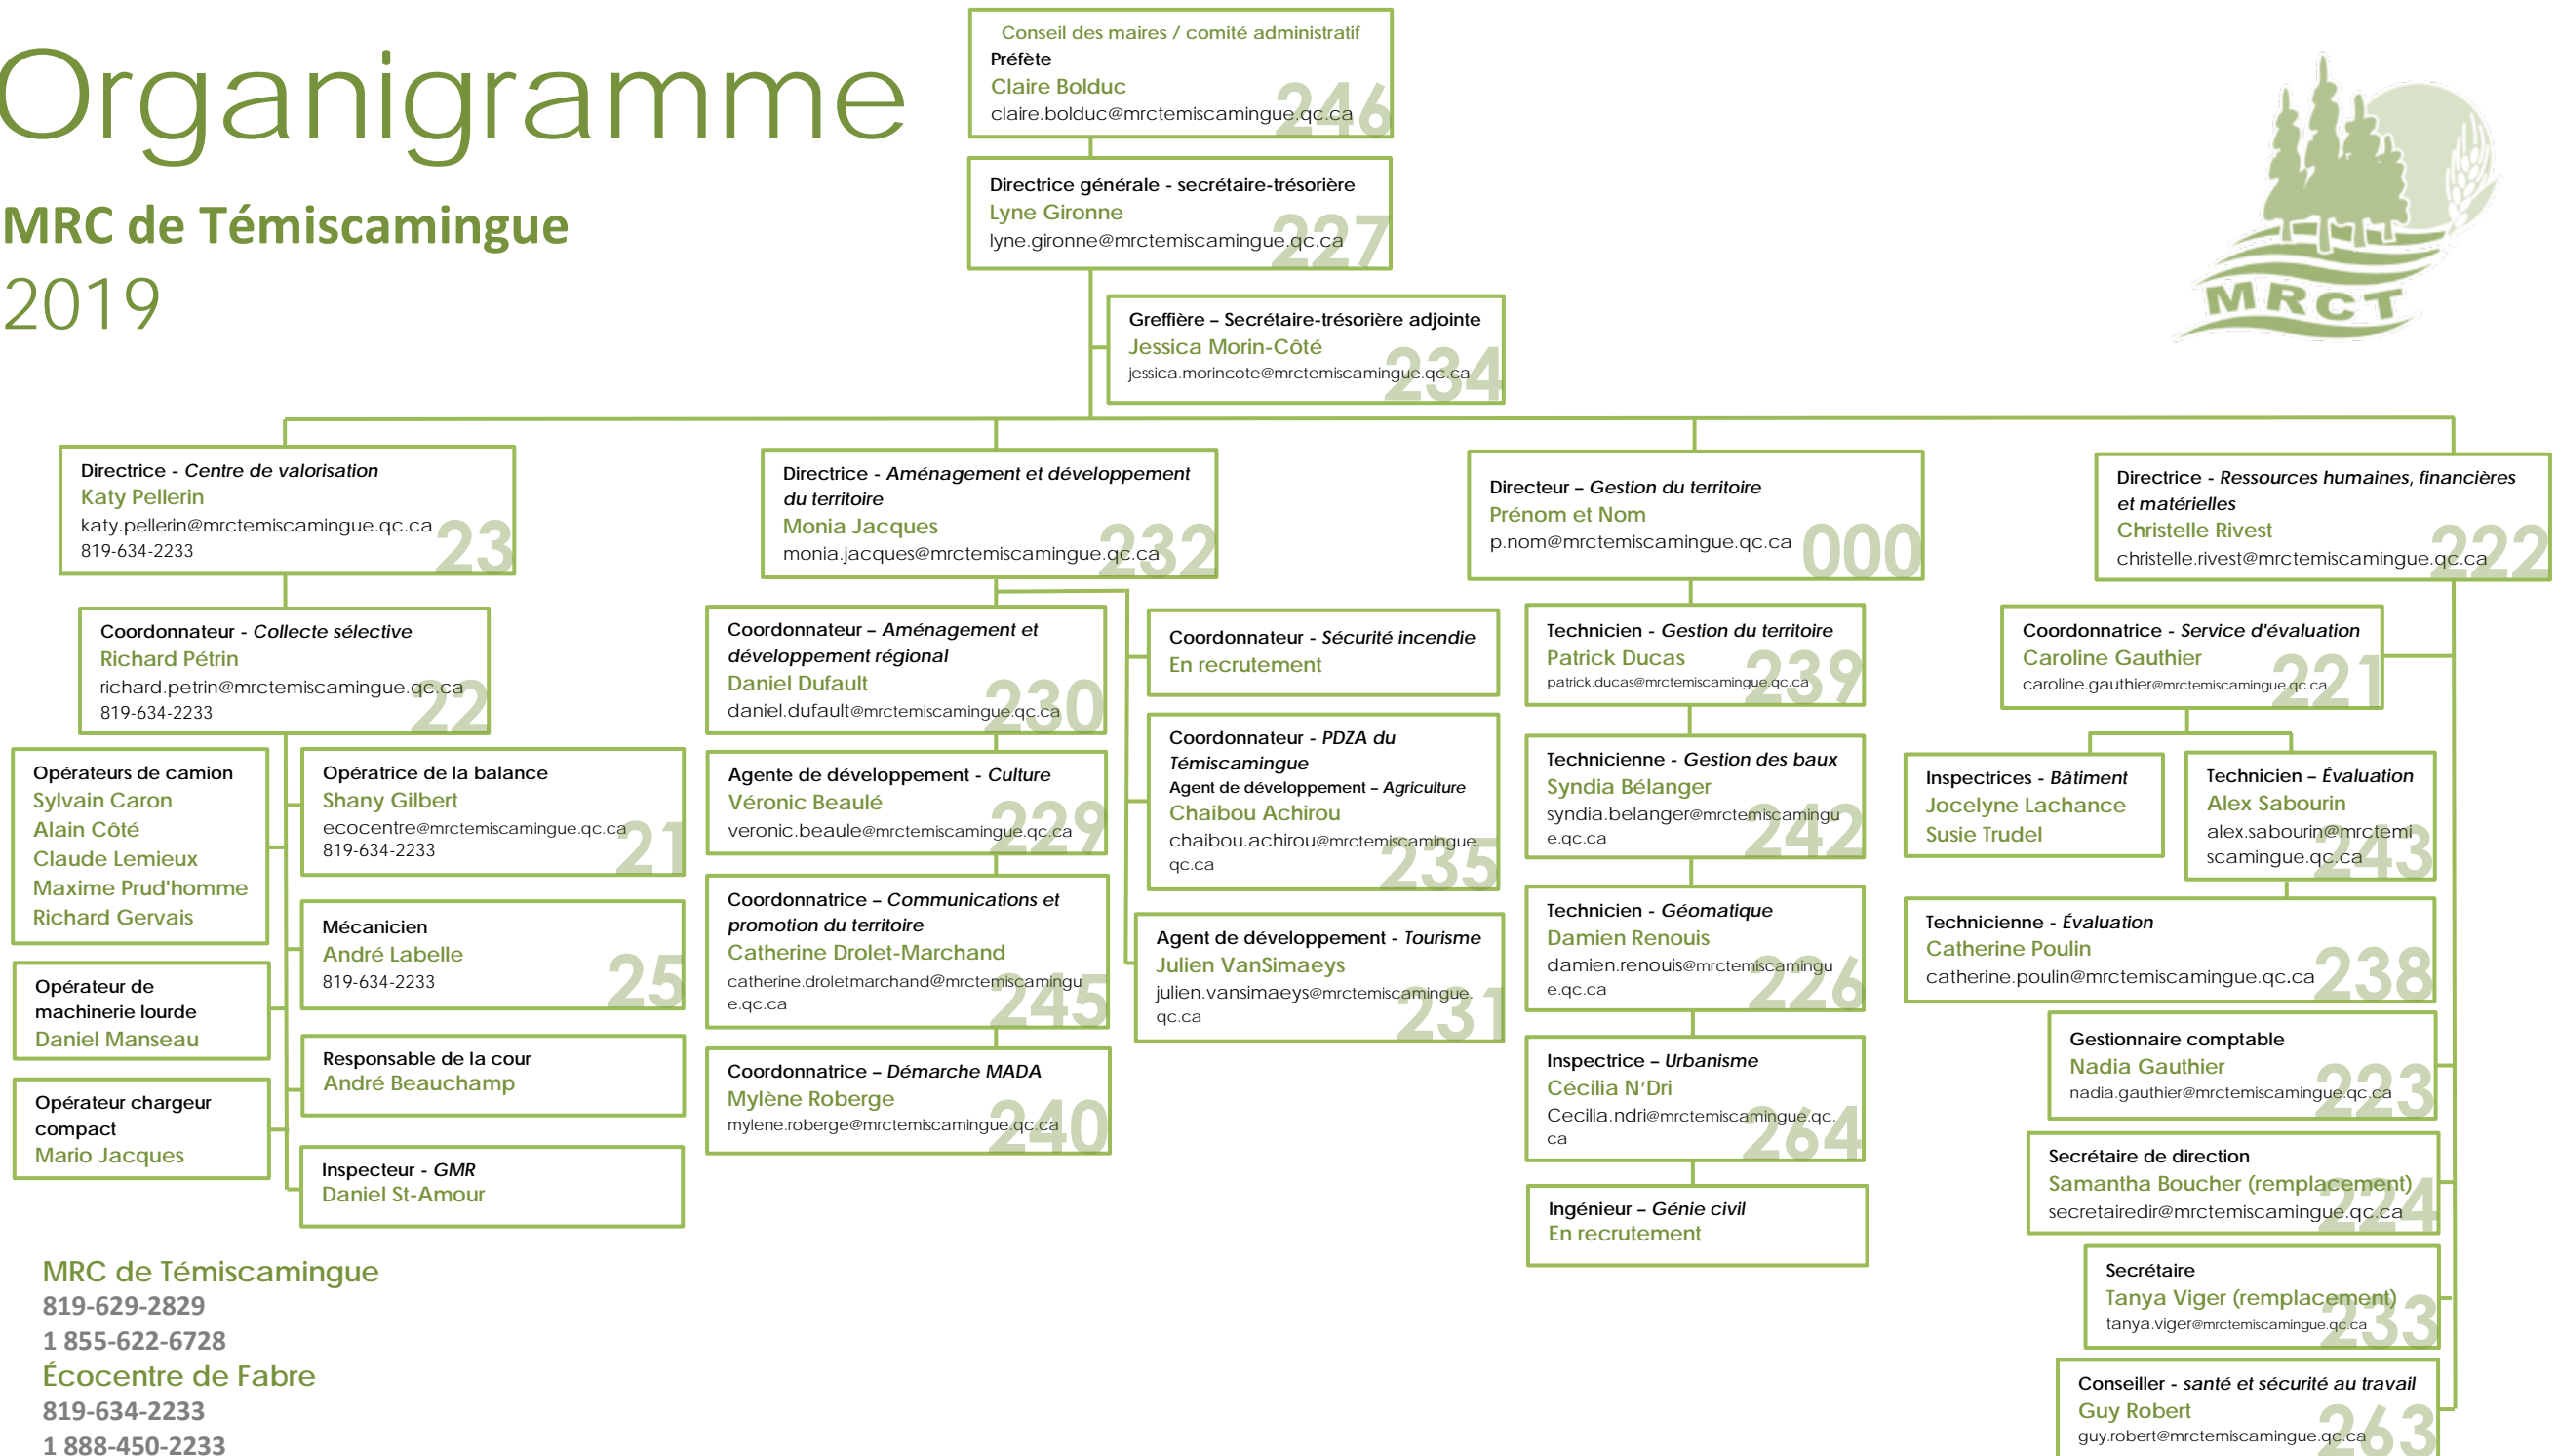 Organigramme
MRC de Témiscamingue
2019
Conseil des maires / comité administratif
Préfète
Claire Bolduc
claire.bolduc@mrctemiscamingue.qc.ca
246
Directrice générale - secrétaire-trésorière
Lyne Gironne
lyne.gironne@mrctemiscamingue.qc.ca
227
Greffière – Secrétaire-trésorière adjointe
Jessica Morin-Côté
jessica.morincote@mrctemiscamingue.qc.ca
234
MRCT
Directrice - Centre de valorisation
Katy Pellerin
katy.pellerin@mrctemiscamingue.qc.ca
819-634-2233
23
Coordonnateur - Collecte sélective
Richard Pétrin
richard.petrin@mrctemiscamingue.qc.ca
819-634-2233
22
Opérateurs de camion
Sylvain Caron
Alain Côté
Claude Lemieux
Maxime Prud'homme
Richard Gervais
Opérateur de
machinerie lourde
Daniel Manseau
Opérateur chargeur
compact
Mario Jacques
Opératrice de la balance
Shany Gilbert
ecocentre@mrctemiscamingue.qc.ca
819-634-2233
21
Mécanicien
André Labelle
819-634-2233
25
Responsable de la cour
André Beauchamp
Inspecteur - GMR
Daniel St-Amour
Directrice - Aménagement et développement
du territoire
Monia Jacques
monia.jacques@mrctemiscamingue.qc.ca
232
Coordonnateur – Aménagement et
développement régional
Daniel Dufault
daniel.dufault@mrctemiscamingue.qc.ca
230
Agente de développement - Culture
Véronic Beaulé
veronic.beaule@mrctemiscamingue.qc.ca
229
Coordonnatrice – Communications et
promotion du territoire
Catherine Drolet-Marchand
catherine.droletmarchand@mrctemiscamingu
e.qc.ca
245
Coordonnatrice – Démarche MADA
Mylène Roberge
mylene.roberge@mrctemiscamingue.qc.ca
240
Coordonnateur - Sécurité incendie
En recrutement
Coordonnateur - PDZA du
Témiscamingue
Agent de développement – Agriculture
Chaibou Achirou
chaibou.achirou@mrctemiscamingue.
qc.ca
235
Agent de développement - Tourisme
Julien VanSimaeys
julien.vansimaeys@mrctemiscamingue.
qc.ca
231
Directeur – Gestion du territoire
Prénom et Nom
p.nom@mrctemiscamingue.qc.ca
000
Technicien - Gestion du territoire
Patrick Ducas
patrick.ducas@mrctemiscamingue.qc.ca
239
Technicienne - Gestion des baux
Syndia Bélanger
syndia.belanger@mrctemiscamingu
e.qc.ca
242
Technicien - Géomatique
Damien Renouis
damien.renouis@mrctemiscamingu
e.qc.ca
226
Inspectrice – Urbanisme
Cécilia N’Dri
Cecilia.ndri@mrctemiscamingue.qc.
ca
264
Ingénieur – Génie civil
En recrutement
Directrice - Ressources humaines, financières
et matérielles
Christelle Rivest
christelle.rivest@mrctemiscamingue.qc.ca
222
Coordonnatrice - Service d'évaluation
Caroline Gauthier
caroline.gauthier@mrctemiscamingue.qc.ca
221
Inspectrices - Bâtiment
Jocelyne Lachance
Susie Trudel
Technicien – Évaluation
Alex Sabourin
alex.sabourin@mrctemi
scamingue.qc.ca
243
Technicienne - Évaluation
Catherine Poulin
catherine.poulin@mrctemiscamingue.qc.ca
238
Gestionnaire comptable
Nadia Gauthier
nadia.gauthier@mrctemiscamingue.qc.ca
223
Secrétaire de direction
Samantha Boucher (remplacement)
secretairedir@mrctemiscamingue.qc.ca
224
Secrétaire
Tanya Viger (remplacement)
tanya.viger@mrctemiscamingue.qc.ca
233
Conseiller - santé et sécurité au travail
Guy Robert
guy.robert@mrctemiscamingue.qc.ca
263
MRC de Témiscamingue
819-629-2829
1 855-622-6728
Écocentre de Fabre
819-634-2233
1 888-450-2233